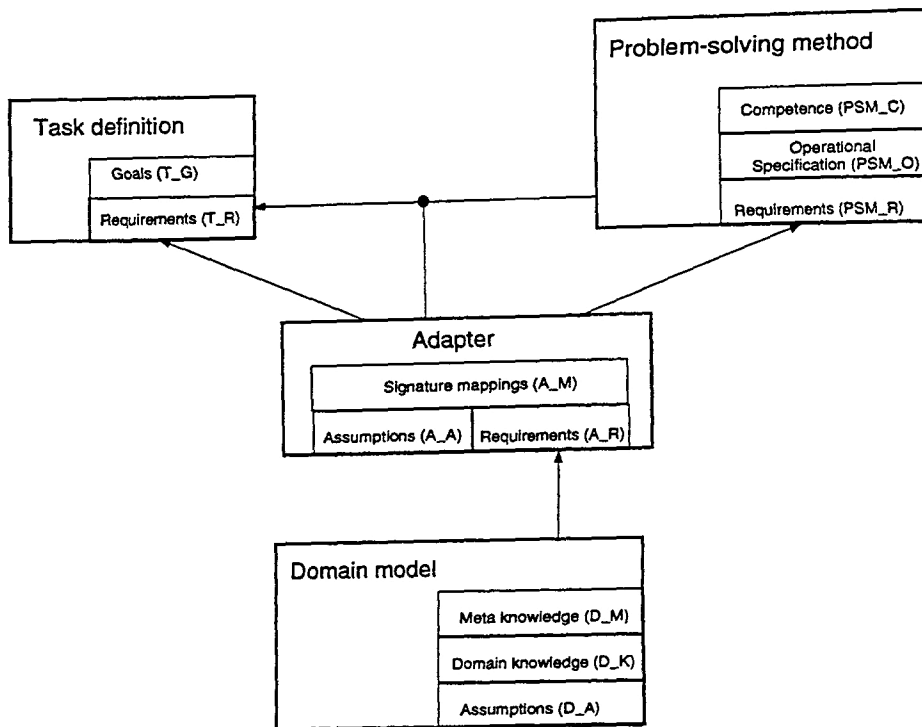 Problem-solving method
Competence (PSM_C)
Operational
Specification (PSM_O)
Requirements (PSM_R)
Task definition
Goals (T_G)
Requirements (T_R)
Adapter
Signature mappings (A_M)
Assumptions (A_A)
Requirements (A_R)
Domain model
Meta knowledge (D_M)
Domain knowledge (D_K)
Assumptions (D_A)